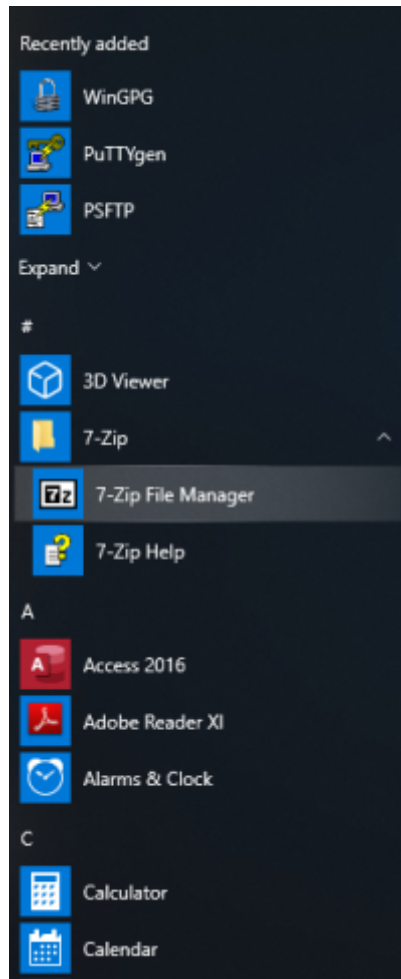 Recently added
WinGPG
PuTTYgen
PSFTP
Expand
#
3D Viewer
7-Zip
7z 7-Zip File Manager
7-Zip Help
A
A Access 2016
Adobe Reader XI
Alarms & Clock
C
Calculator
Calendar